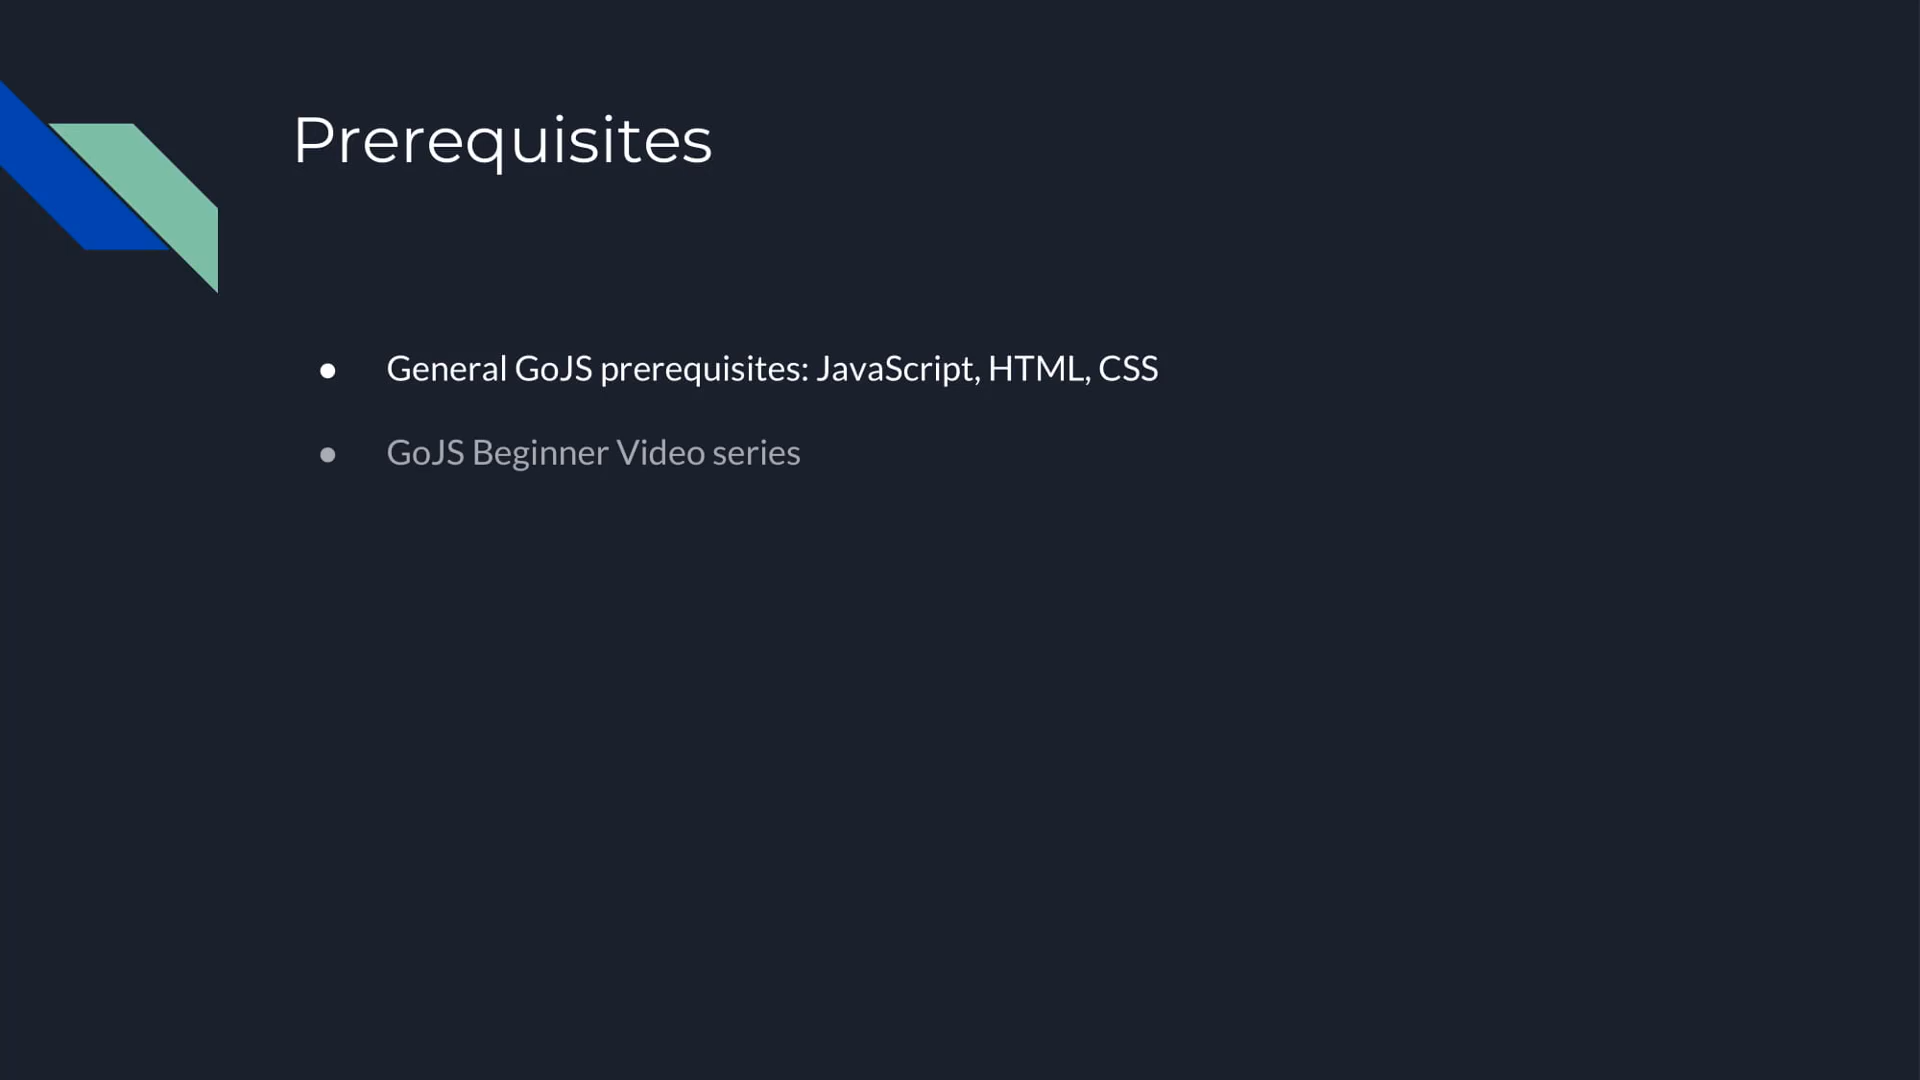 Prerequisites
● General GoJS prerequisites: JavaScript, HTML, CSS
● GoJS Beginner Video series